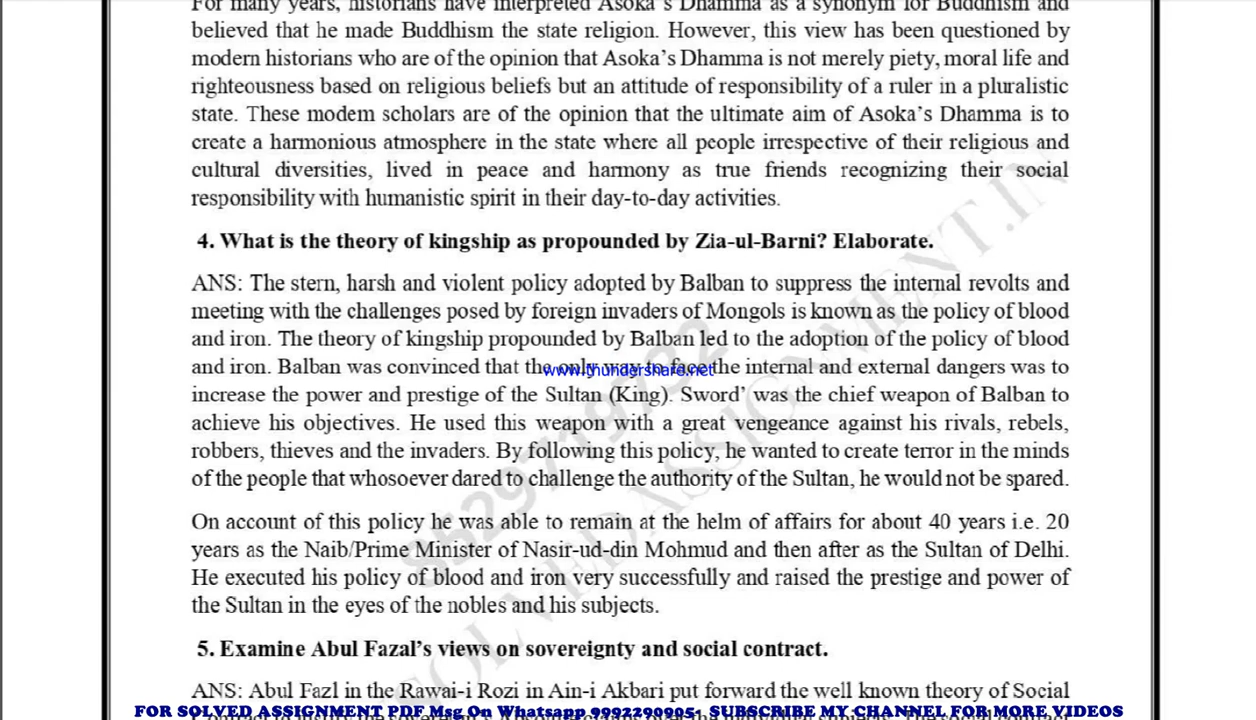 For many years, historians have interpreted Asoka's Dhamma as a synonym for Buddhism and
believed that he made Buddhism the state religion. However, this view has been questioned by
modern historians who are of the opinion that Asoka's Dhamma is not merely piety, moral life and
righteousness based on religious beliefs but an attitude of responsibility of a ruler in a pluralistic
state. These modem scholars are of the opinion that the ultimate aim of Asoka's Dhamma is to
create a harmonious atmosphere in the state where all people irrespective of their religious and
cultural diversities, lived in peace and harmony as true friends recognizing their social
responsibility with humanistic spirit in their day-to-day activities.
4. What is the theory of kingship as propounded by Zia-ul-Barni? Elaborate.
ANS: The stern, harsh and violent policy adopted by Balban to suppress the internal revolts and
meeting with the challenges posed by foreign invaders of Mongols is known as the policy of blood
and iron. The theory of kingship propounded by Balban led to the adoption of the policy of blood
and iron. Balban was convinced that the only way to face the internal and external dangers was to
www.thundershare.net
increase the power and prestige of the Sultan (King). Sword' was the chief weapon of Balban to
achieve his objectives. He used this weapon with a great vengeance against his rivals, rebels,
robbers, thieves and the invaders. By following this policy, he wanted to create terror in the minds
of the people that whosoever dared to challenge the authority of the Sultan, he would not be spared.
On account of this policy he was able to remain at the helm of affairs for about 40 years i.e. 20
years as the Naib/Prime Minister of Nasir-ud-din Mohmud and then after as the Sultan of Delhi.
He executed his policy of blood and iron very successfully and raised the prestige and power of
the Sultan in the eyes of the nobles and his subjects.
5. Examine Abul Fazal's views on sovereignty and social contract.
ANS: Abul Fazl in the Rawai-i Rozi in Ain-i Akbari put forward the well known theory of Social
FOR SOLVED ASSIGNMENT PDF Msg On Whatsapp 9992290905, SUBSCRIBE MY CHANNEL FOR MORE VIDEOS
8529719732
SOLVED ASSIGNMENT.IN